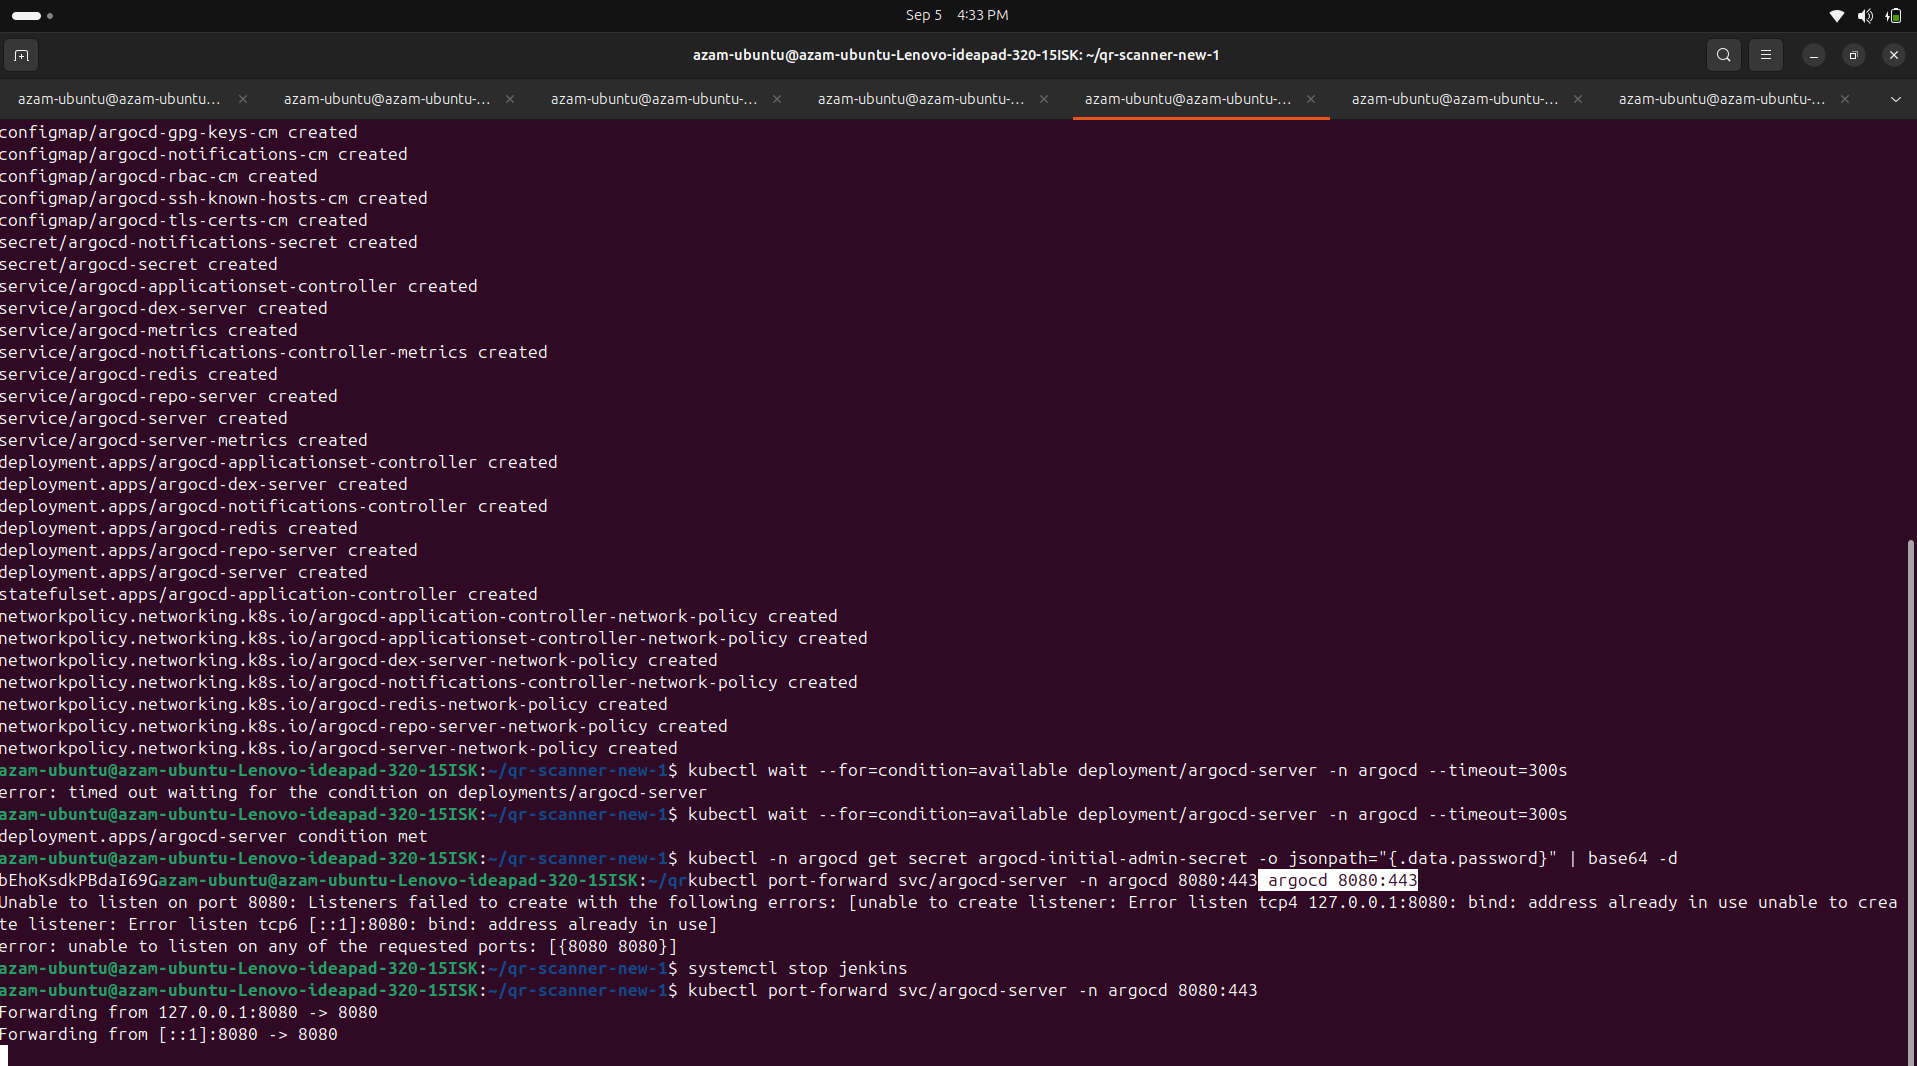 Sep 5 4:33 PM
azam-ubuntu@azam-ubuntu-Lenovo-ideapad-320-15ISK: ~/qr-scanner-new-1
azam-ubuntu@azam-ubuntu... azam-ubuntu@azam-ubuntu-... azam-ubuntu@azam-ubuntu-... azam-ubuntu@azam-ubuntu-... azam-ubuntu@azam-ubuntu-... azam-ubuntu@azam-ubuntu-... azam-ubuntu@azam-ubuntu-...
configmap/argocd-gpg-keys-cm created
configmap/argocd-notifications-cm created
configmap/argocd-rbac-cm created
configmap/argocd-ssh-known-hosts-cm created
configmap/argocd-tls-certs-cm created
secret/argocd-notifications-secret created
secret/argocd-secret created
service/argocd-applicationset-controller created
service/argocd-dex-server created
service/argocd-metrics created
service/argocd-notifications-controller-metrics created
service/argocd-redis created
service/argocd-repo-server created
service/argocd-server created
service/argocd-server-metrics created
deployment.apps/argocd-applicationset-controller created
deployment.apps/argocd-dex-server created
deployment.apps/argocd-notifications-controller created
deployment.apps/argocd-redis created
deployment.apps/argocd-repo-server created
deployment.apps/argocd-server created
statefulset.apps/argocd-application-controller created
networkpolicy.networking.k8s.io/argocd-application-controller-network-policy created
networkpolicy.networking.k8s.io/argocd-applicationset-controller-network-policy created
networkpolicy.networking.k8s.io/argocd-dex-server-network-policy created
networkpolicy.networking.k8s.io/argocd-notifications-controller-network-policy created
networkpolicy.networking.k8s.io/argocd-redis-network-policy created
networkpolicy.networking.k8s.io/argocd-repo-server-network-policy created
networkpolicy.networking.k8s.io/argocd-server-network-policy created
azam-ubuntu@azam-ubuntu-Lenovo-ideapad-320-15ISK:~/qr-scanner-new-1$ kubectl wait --for=condition=available deployment/argocd-server -n argocd --timeout=300s
error: timed out waiting for the condition on deployments/argocd-server
azam-ubuntu@azam-ubuntu-Lenovo-ideapad-320-15ISK:~/qr-scanner-new-1$ kubectl wait --for=condition=available deployment/argocd-server -n argocd --timeout=300s
deployment.apps/argocd-server condition met
azam-ubuntu@azam-ubuntu-Lenovo-ideapad-320-15ISK:~/qr-scanner-new-1$ kubectl -n argocd get secret argocd-initial-admin-secret -o jsonpath="{.data.password}" | base64 -d
bEhoKsdkPBdaI69Gazam-ubuntu@azam-ubuntu-Lenovo-ideapad-320-15ISK:~/qrkubectl port-forward svc/argocd-server -n argocd 8080:443 argocd 8080:443
Unable to listen on port 8080: Listeners failed to create with the following errors: [unable to create listener: Error listen tcp4 127.0.0.1:8080: bind: address already in use unable to crea
te listener: Error listen tcp6 [::1]:8080: bind: address already in use]
error: unable to listen on any of the requested ports: [{8080 8080}]
azam-ubuntu@azam-ubuntu-Lenovo-ideapad-320-15ISK:~/qr-scanner-new-1$ systemctl stop jenkins
azam-ubuntu@azam-ubuntu-Lenovo-ideapad-320-15ISK:~/qr-scanner-new-1$ kubectl port-forward svc/argocd-server -n argocd 8080:443
Forwarding from 127.0.0.1:8080 -> 8080
Forwarding from [::1]:8080 -> 8080